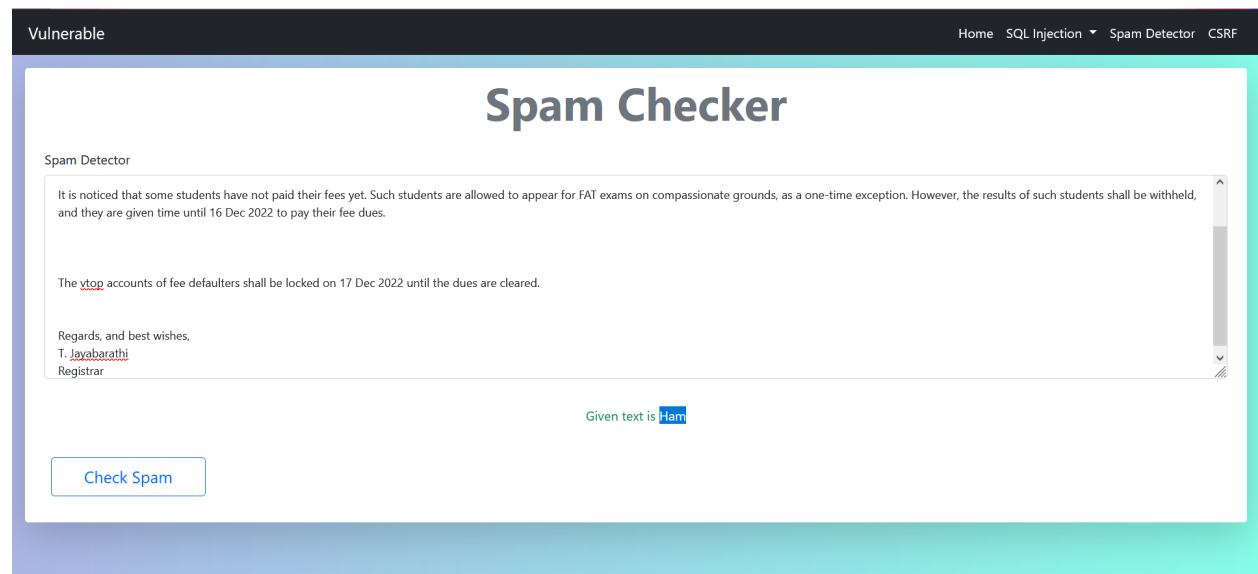 Vulnerable
Home SQL Injection Spam Detector CSRF
Spam Checker
Spam Detector
It is noticed that some students have not paid their fees yet. Such students are allowed to appear for FAT exams on compassionate grounds, as a one-time exception. However, the results of such students shall be withheld,
and they are given time until 16 Dec 2022 to pay their fee dues.
The vtop accounts of fee defaulters shall be locked on 17 Dec 2022 until the dues are cleared.
Regards, and best wishes,
T. Jayabarathi
Registrar
Given text is Ham
Check Spam